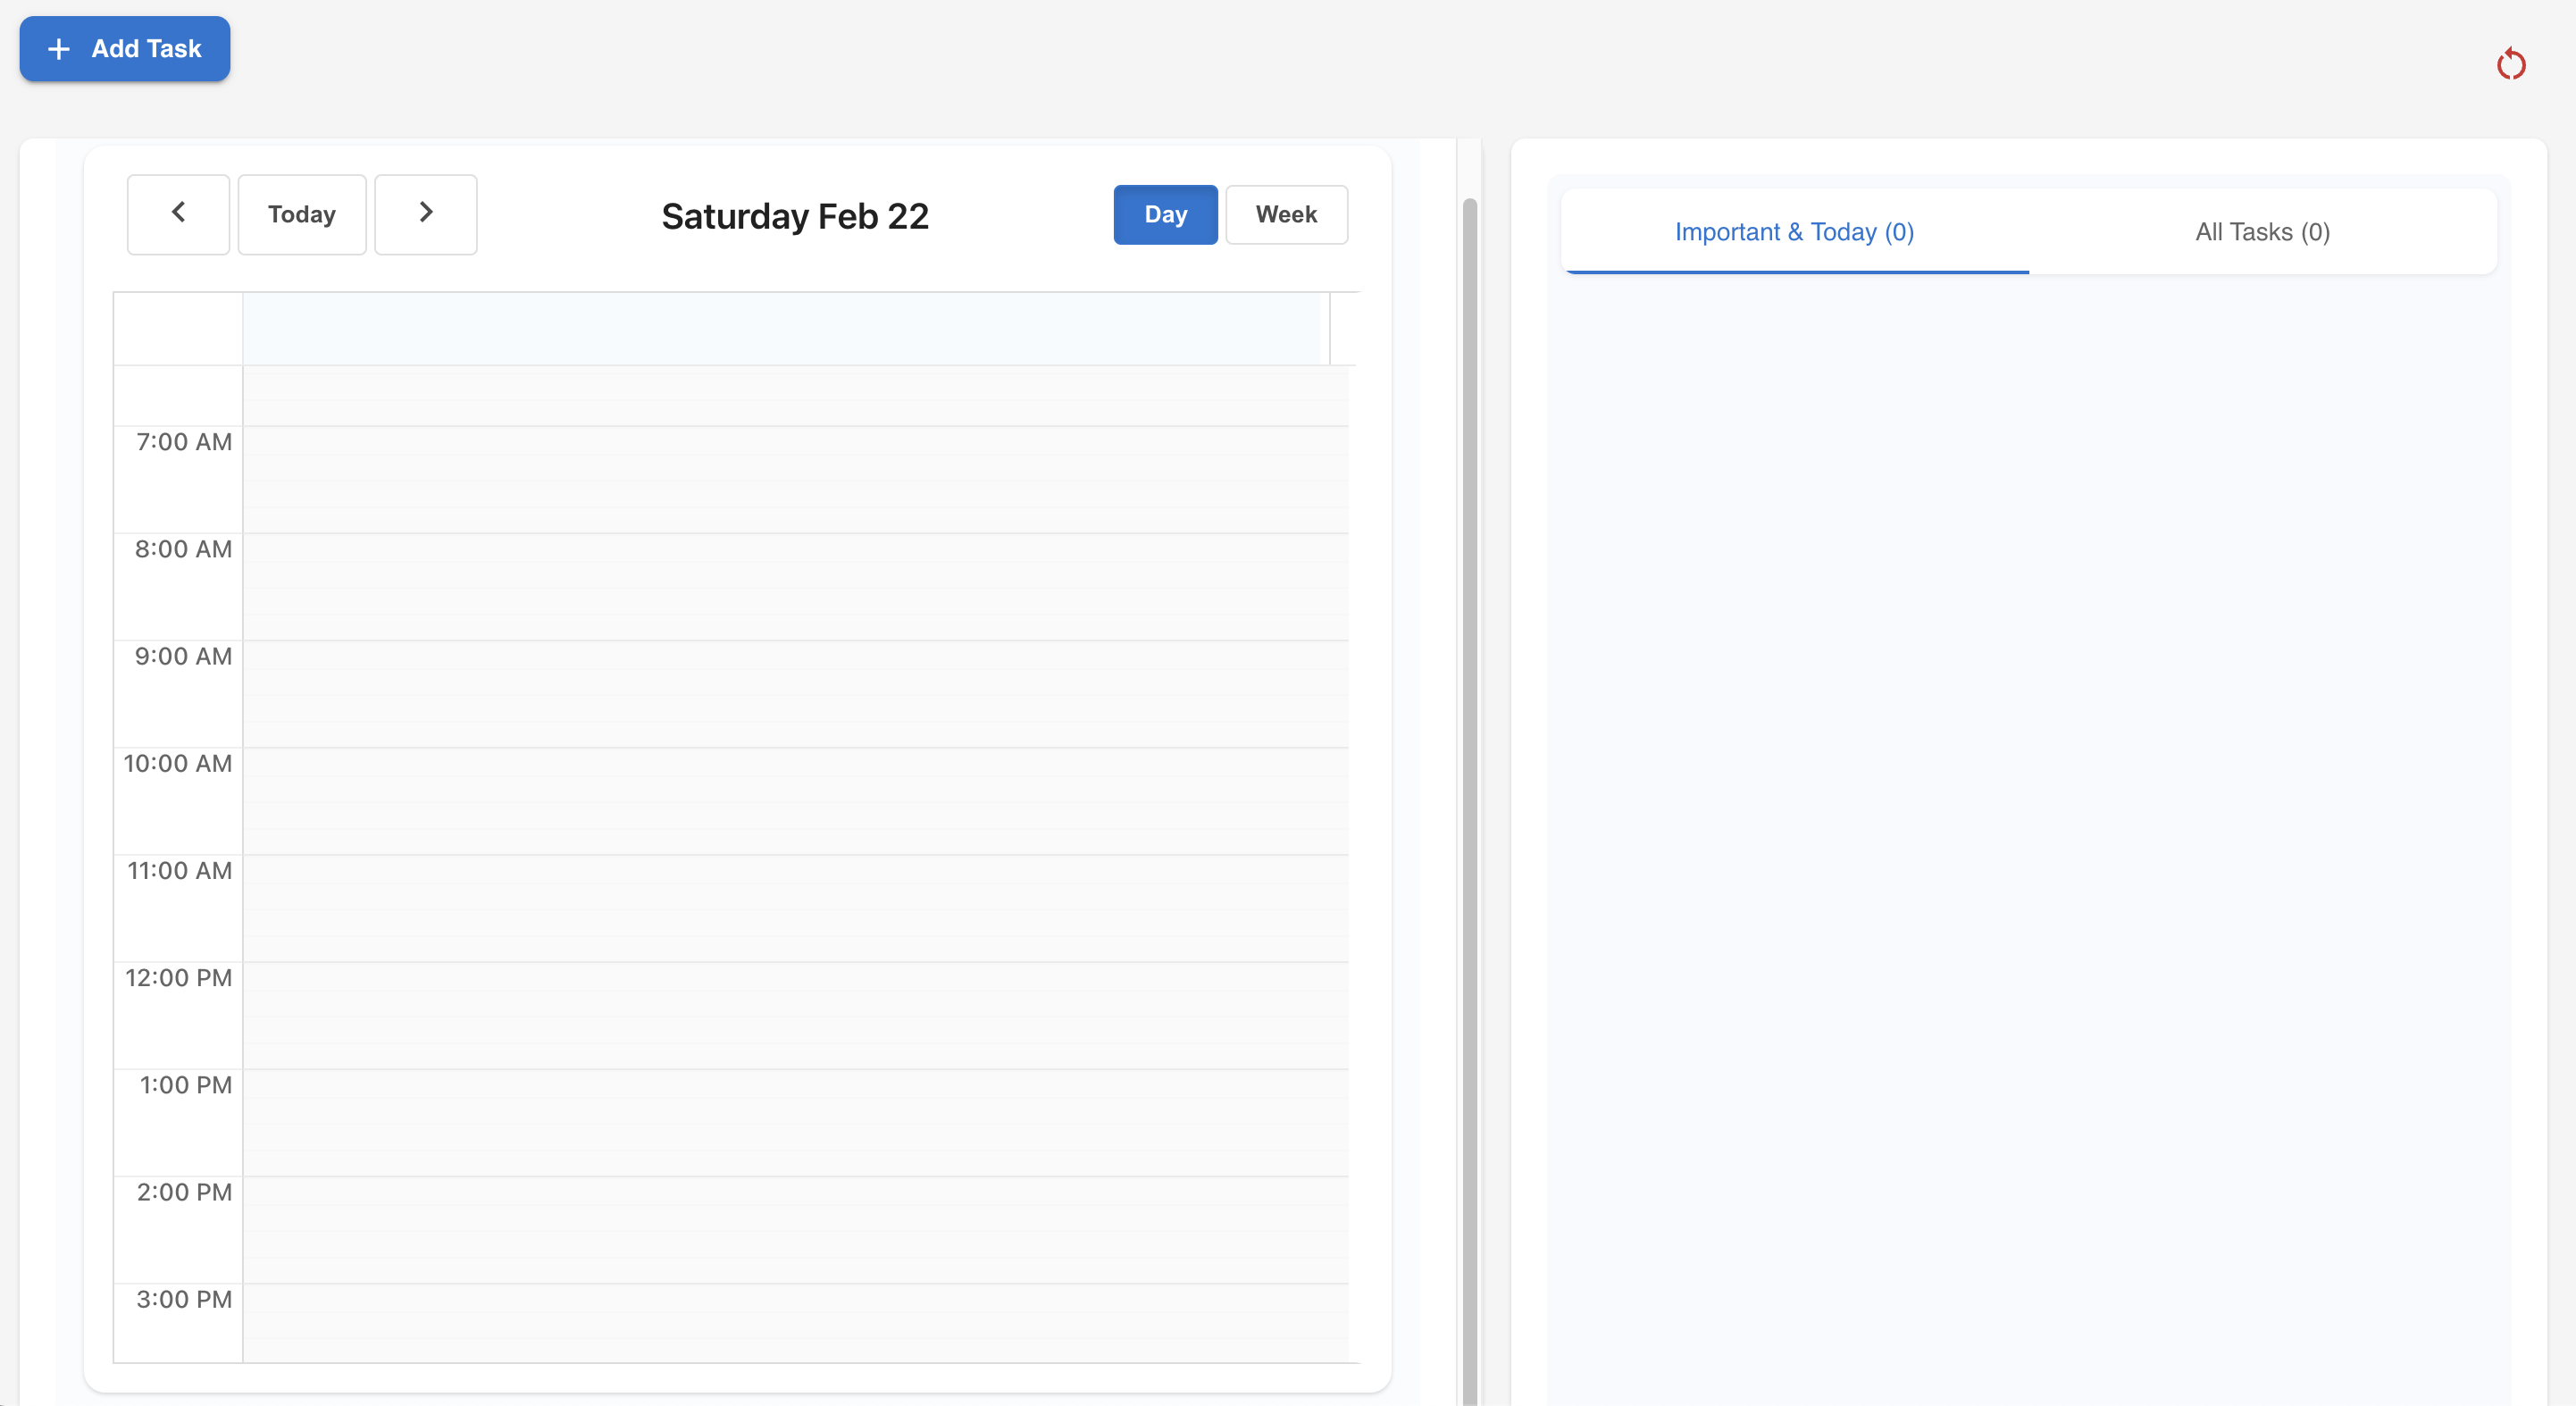 Add Task
Today
Saturday Feb 22
Day
Week
7:00 AM
8:00 AM
9:00 AM
10:00 AM
11:00 AM
12:00 PM
1:00 PM
2:00 PM
3:00 PM
Important & Today (0)
All Tasks (0)